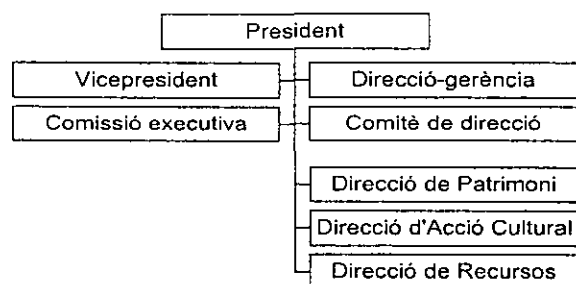 President
Vicepresident
Direcció-gerència
Comissió executiva
Comitè de direcció
Direcció de Patrimoni
Direcció d'Acció Cultural
Direcció de Recursos